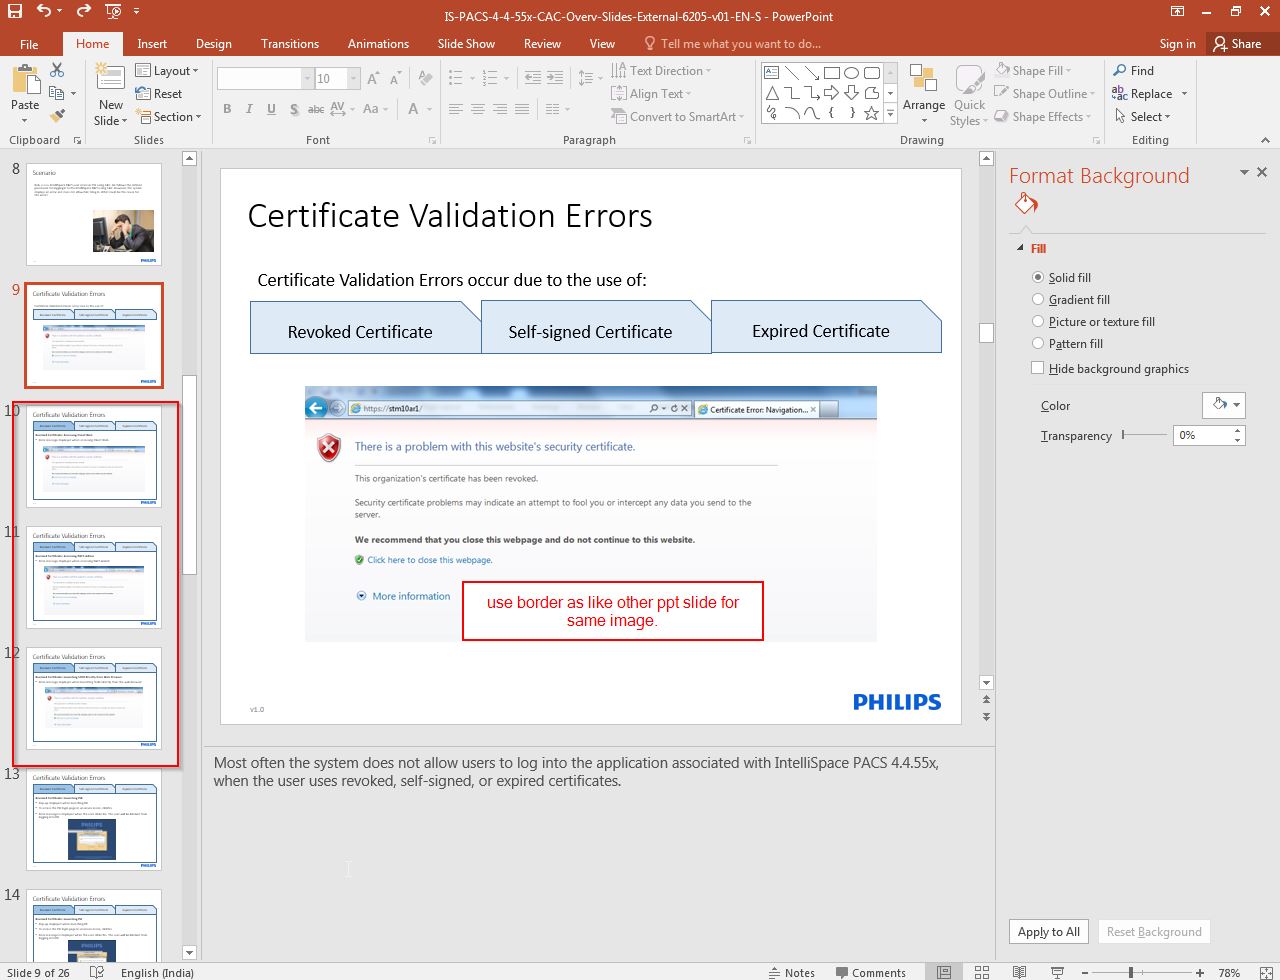 IS-PACS-4-4-55x-CAC-Overv-Slides-External-6205-v01-EN-S - PowerPoint
File Home Insert Design Transitions Animations Slide Show Review View Tell me what you want to do... Sign in Share
Paste
New Slide
Layout
Reset
Section
10
B I U S abc AV Aa A
Text Direction
Align Text
Convert to SmartArt
Arrange
Quick Styles
Shape Fill
Shape Outline
Shape Effects
Find
Replace
Select
Clipboard Slides Font Paragraph Drawing Editing
8
Scenario
PHILIPS
9
Certificate Validation Errors
10
Certificate Validation Errors
PHILIPS
11
Certificate Validation Errors
PHILIPS
12
Certificate Validation Errors
PHILIPS
13
Certificate Validation Errors
PHILIPS
14
Certificate Validation Errors
Certificate Validation Errors
Certificate Validation Errors occur due to the use of:
Revoked Certificate Self-signed Certificate Expired Certificate
https://stm10ar1/
Certificate Error: Navigation...
There is a problem with this website's security certificate.
This organization's certificate has been revoked.
Security certificate problems may indicate an attempt to fool you or intercept any data you send to the
server.
We recommend that you close this webpage and do not continue to this website.
Click here to close this webpage.
More information
use border as like other ppt slide for
same image.
v1.0
PHILIPS
Most often the system does not allow users to log into the application associated with IntelliSpace PACS 4.4.55x,
when the user uses revoked, self-signed, or expired certificates.
Format Background
Fill
Solid fill
Gradient fill
Picture or texture fill
Pattern fill
Hide background graphics
Color
Transparency 0%
Apply to All Reset Background
Slide 9 of 26 English (India) Notes Comments 78%